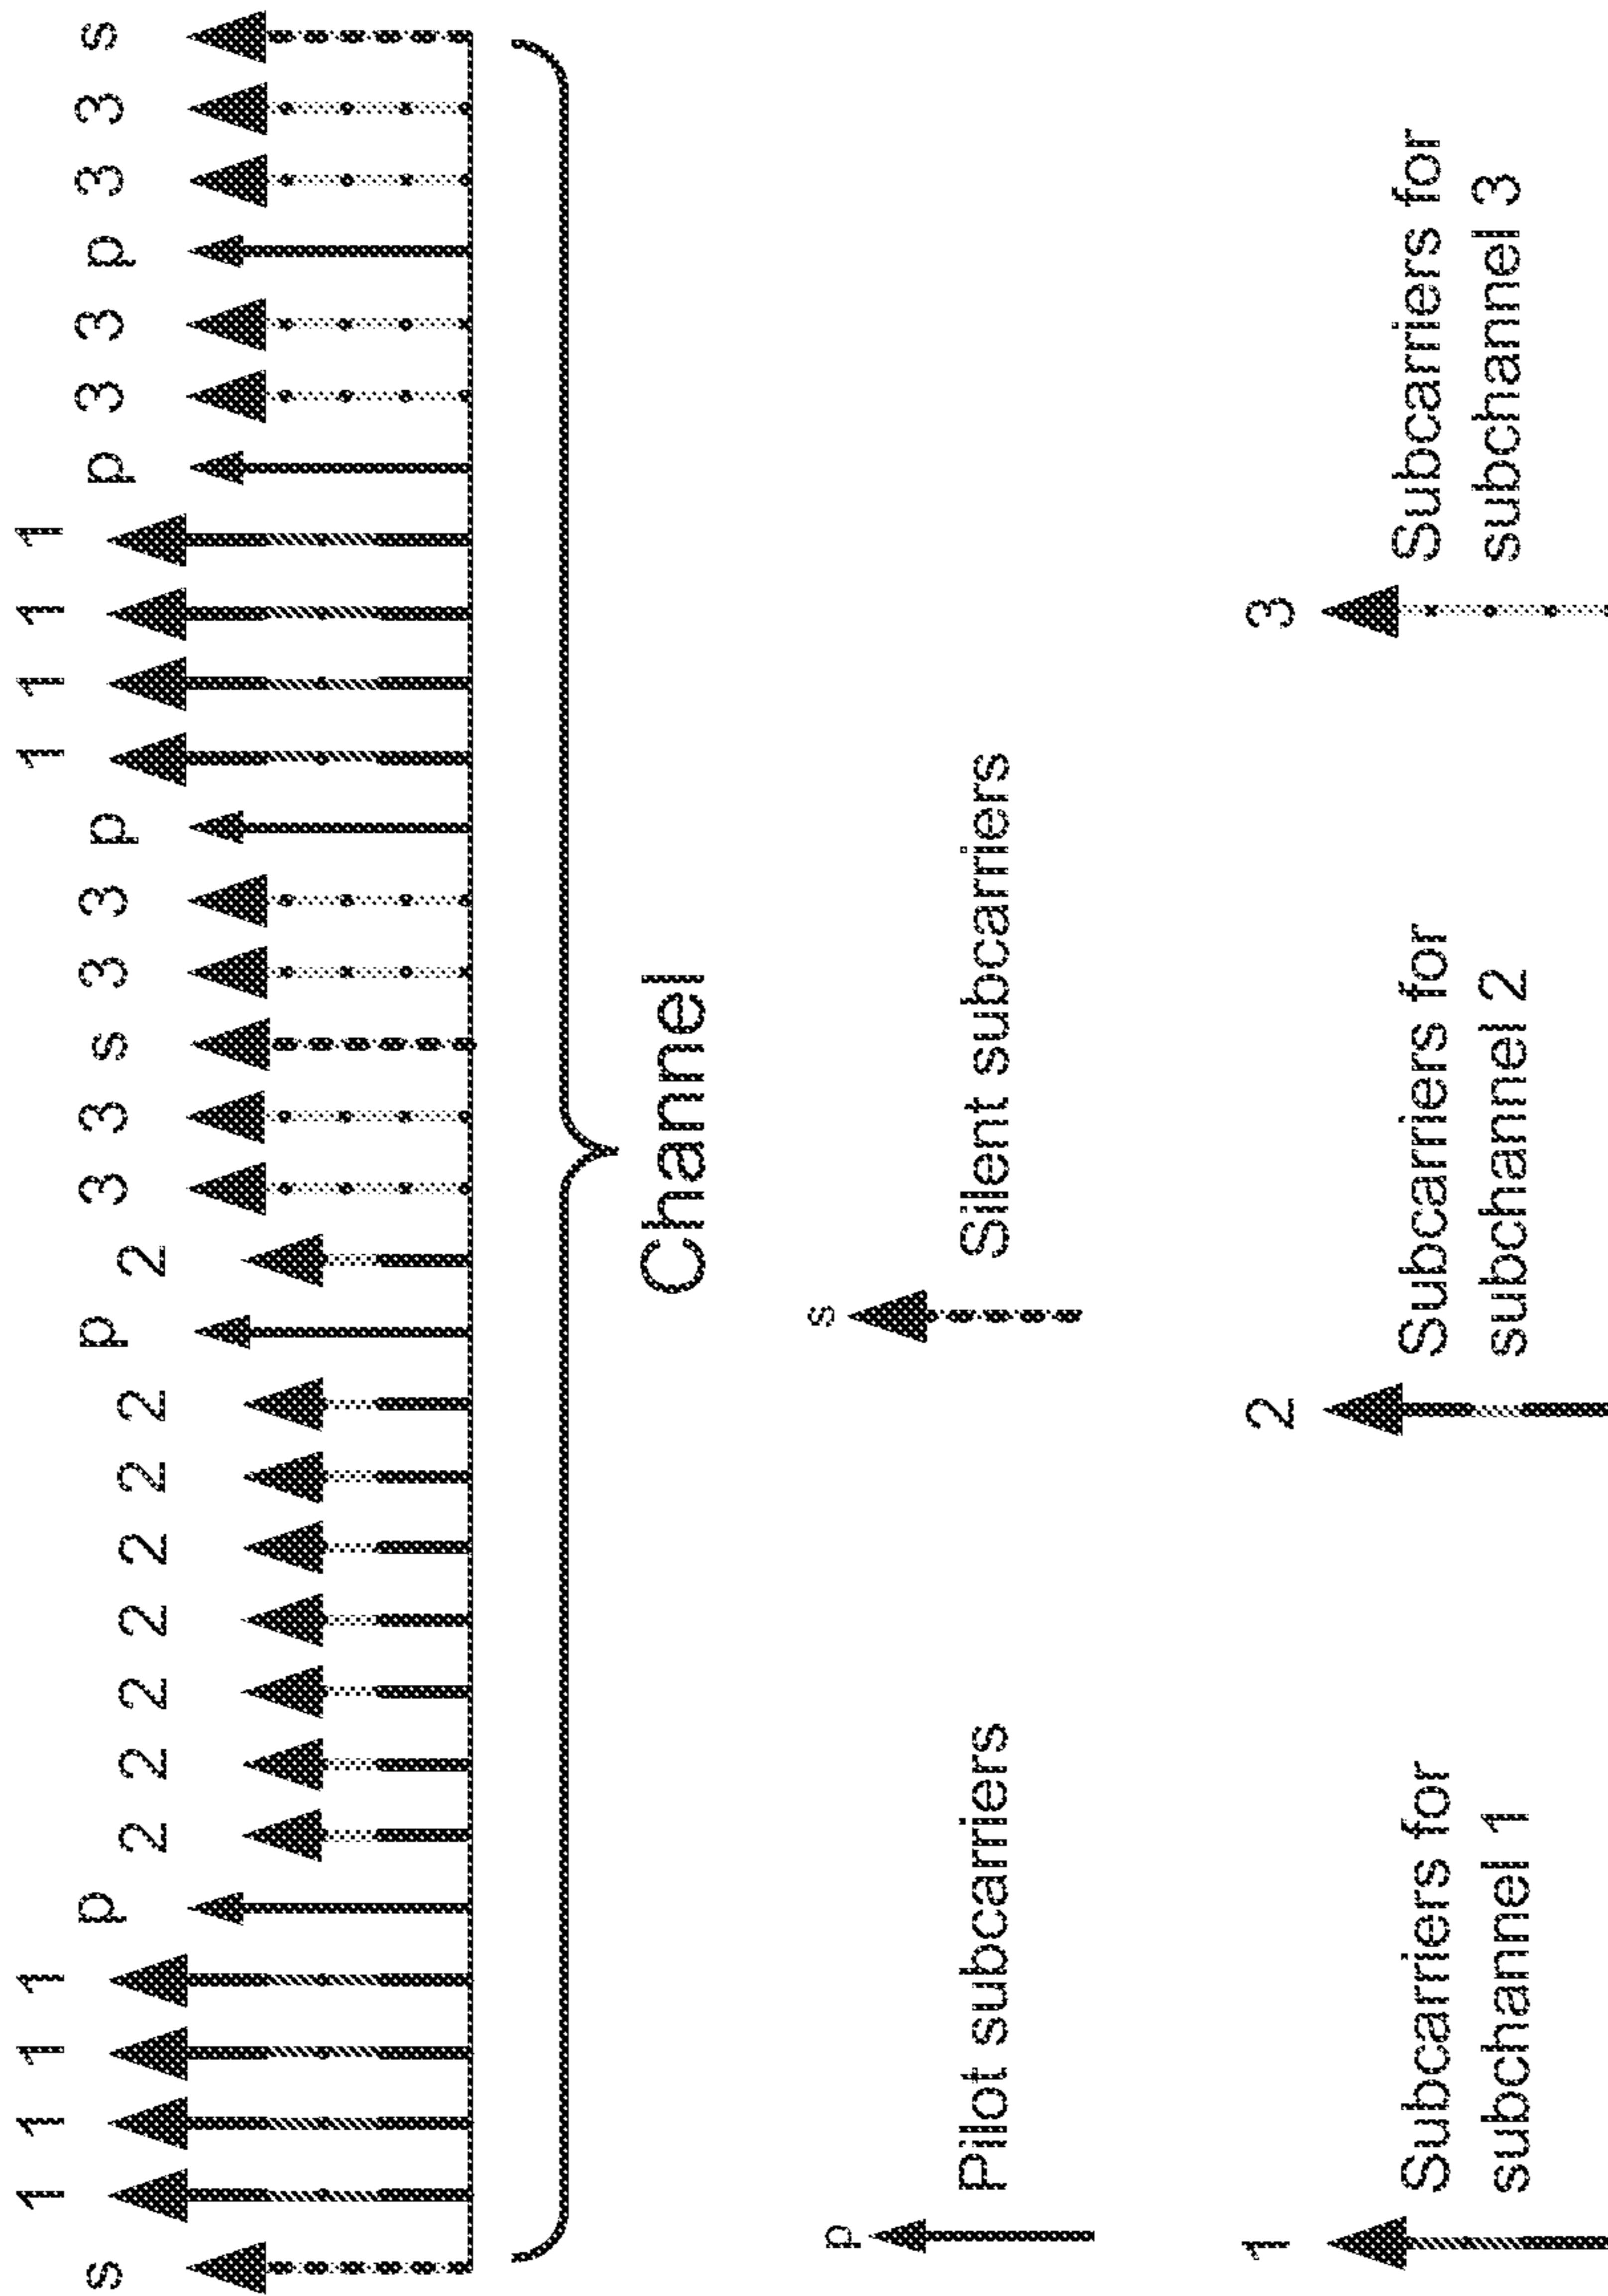 s 1 1 1 1 p 2 2 2 2 2 2 2 p 2 3 3 s 3 3 p 1 1 1 1 p 3 3 p 3 3 s
Channel
p Pilot subcarriers
s Silent subcarriers
1 Subcarriers for
subchannel 1
2 Subcarriers for
subchannel 2
3 Subcarriers for
subchannel 3